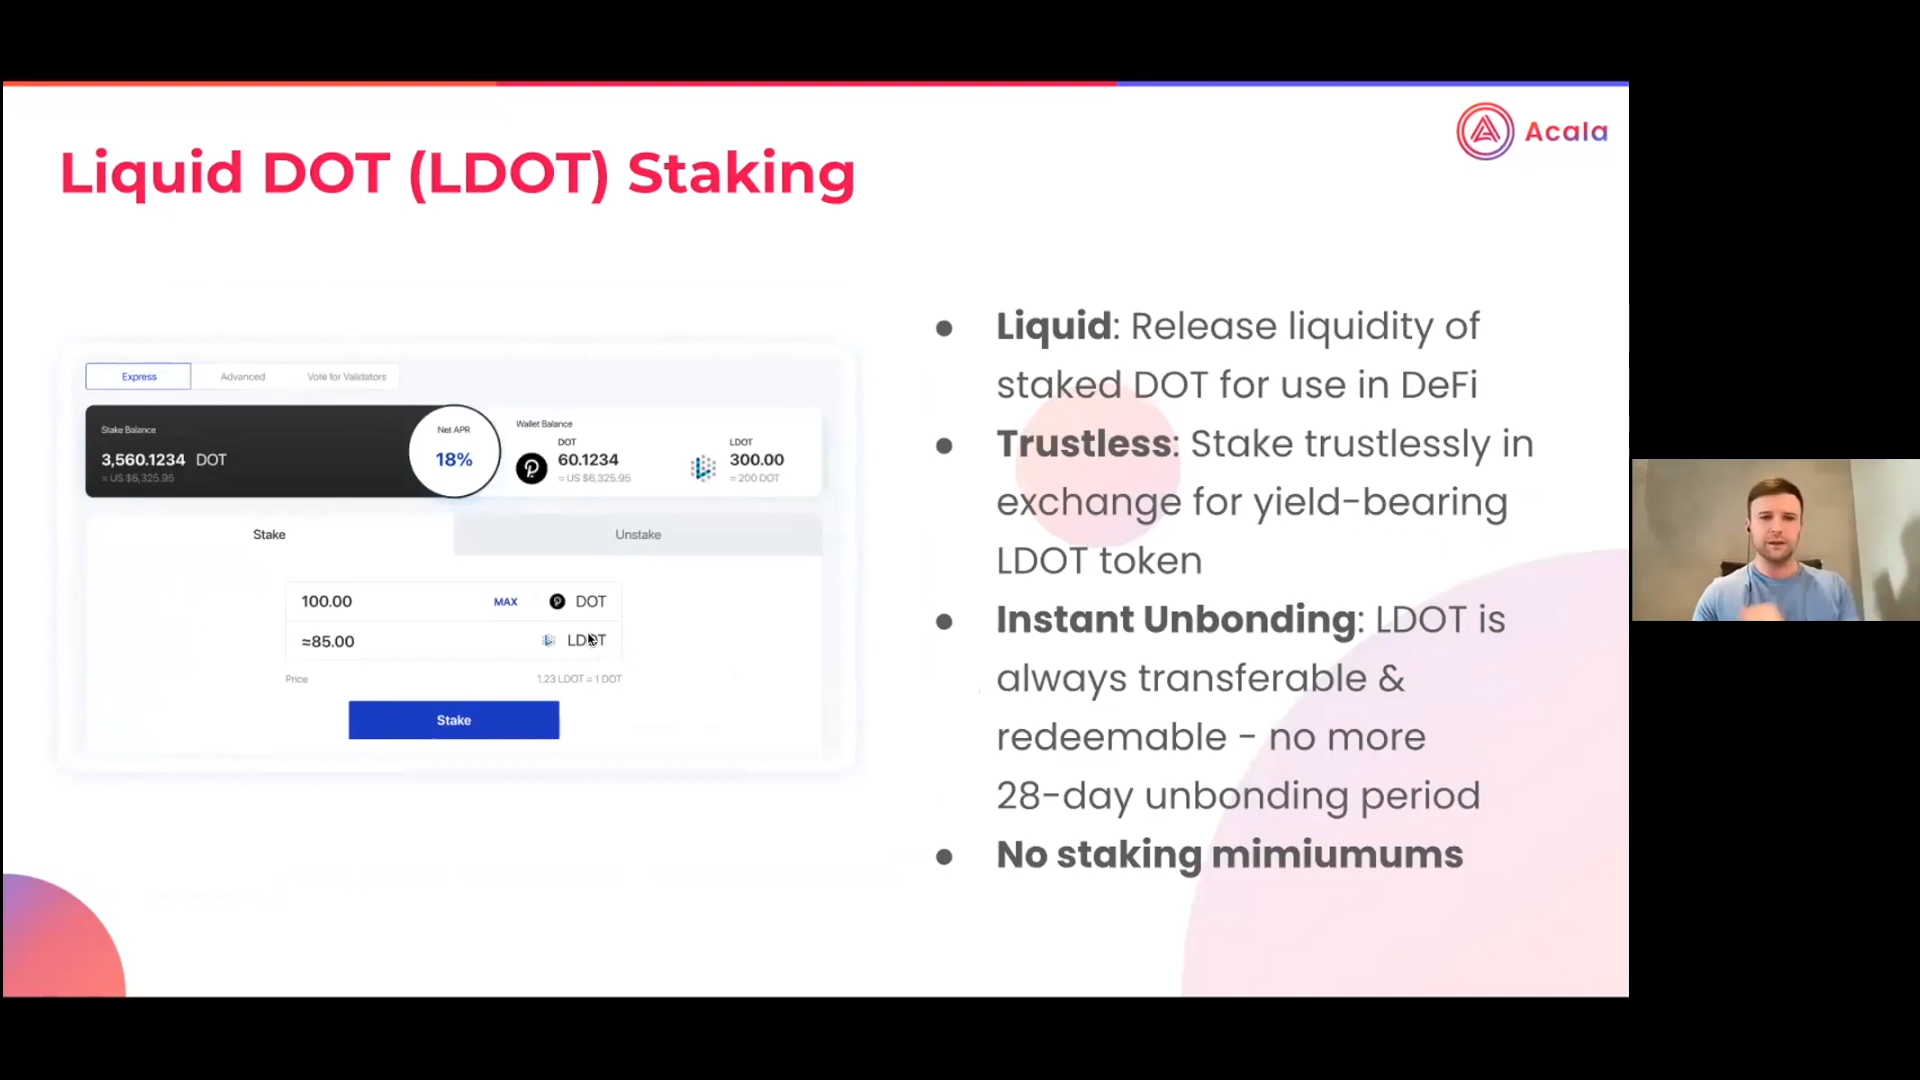 Acala
Liquid DOT (LDOT) Staking
Express Advanced Vote for Validators
Stake Balance
3,560.1234 DOT
≈ US $6,325.95
Net APR
18%
Wallet Balance
DOT
60.1234
≈ US $6,325.95
LDOT
300.00
≈ 200 DOT
Stake Unstake
100.00 MAX DOT
≈85.00 LDOT
Price 1.23 LDOT = 1 DOT
Stake
● Liquid: Release liquidity of
staked DOT for use in DeFi
● Trustless: Stake trustlessly in
exchange for yield-bearing
LDOT token
● Instant Unbonding: LDOT is
always transferable &
redeemable - no more
28-day unbonding period
● No staking mimiumums